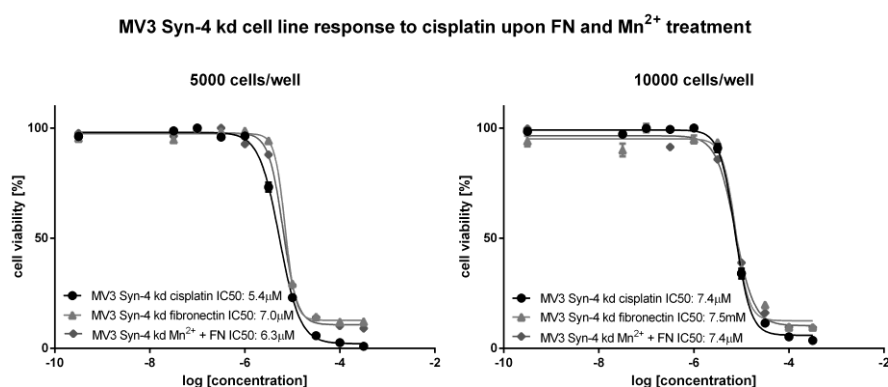 MV3 Syn-4 kd cell line response to cisplatin upon FN and Mn²⁺ treatment
5000 cells/well
100
50
0
cell viability [%]
MV3 Syn-4 kd cisplatin IC50: 5.4µM
MV3 Syn-4 kd fibronectin IC50: 7.0µM
MV3 Syn-4 kd Mn²⁺ + FN IC50: 6.3µM
-10
-8
-6
-4
-2
log [concentration]
10000 cells/well
100
50
0
cell viability [%]
MV3 Syn-4 kd cisplatin IC50: 7.4µM
MV3 Syn-4 kd fibronectin IC50: 7.5mM
MV3 Syn-4 kd Mn²⁺ + FN IC50: 7.4µM
-10
-8
-6
-4
-2
log [concentration]